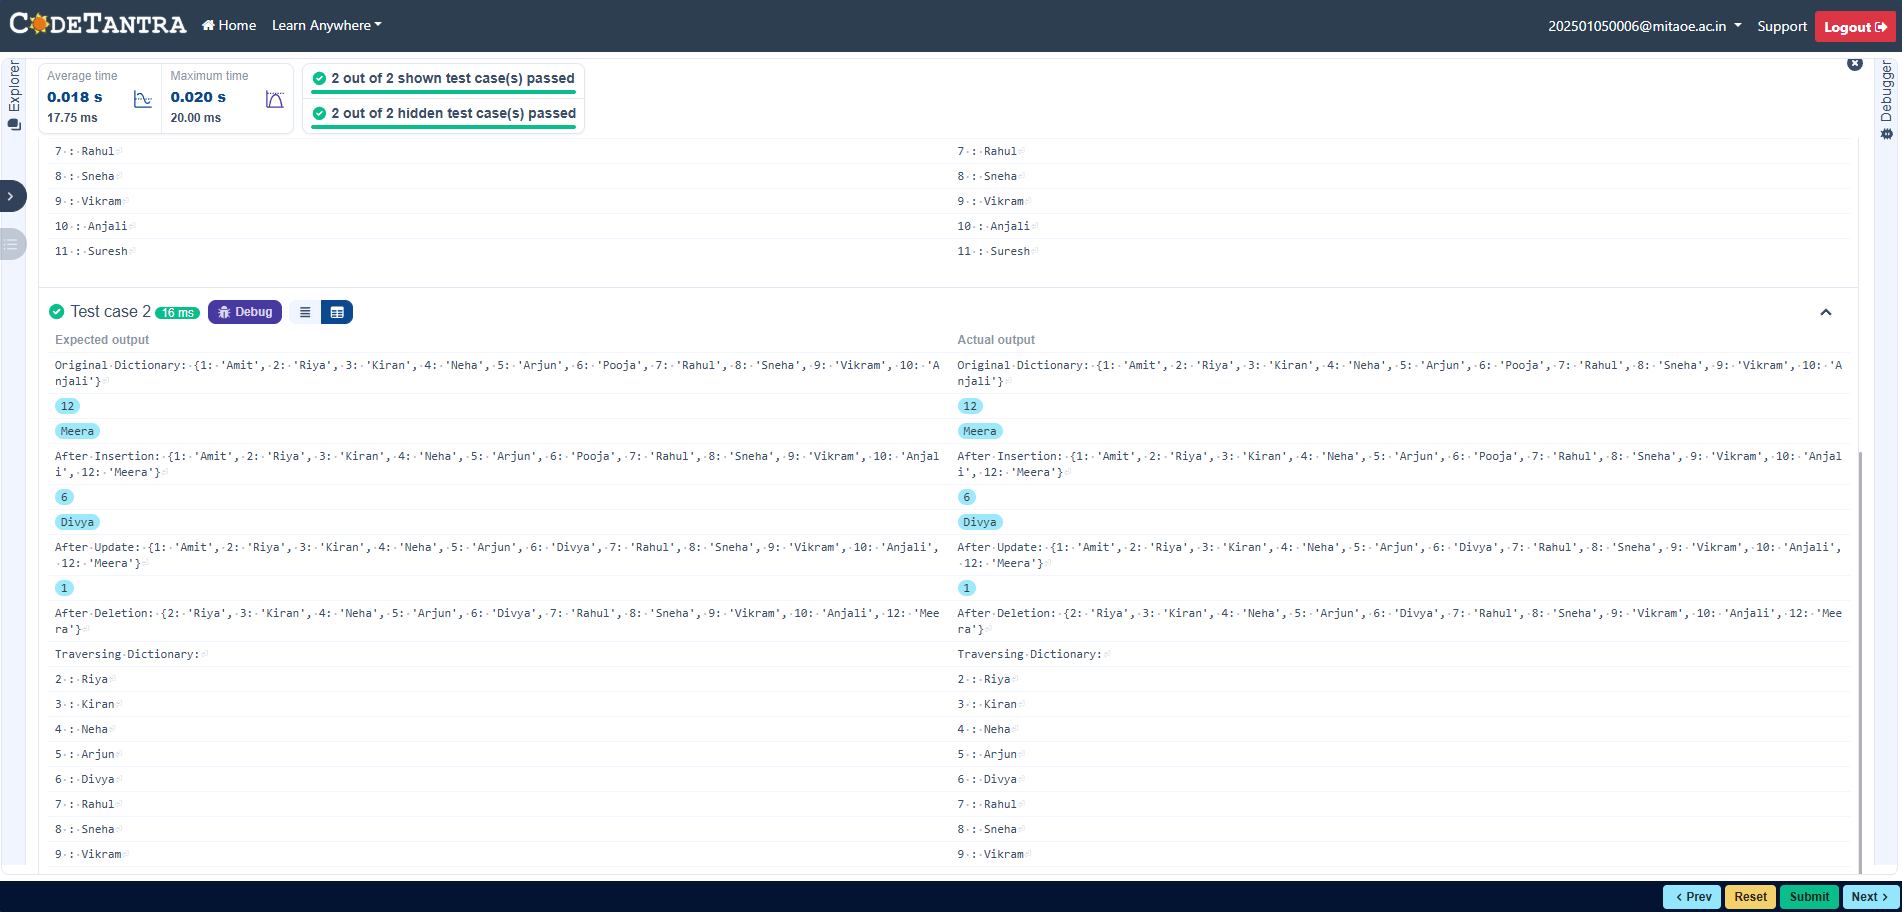 CODETANTRA Home Learn Anywhere 202501050006@mitaoe.ac.in Support Logout
Explorer
Debugger
Average time Maximum time
0.018 s 0.020 s
17.75 ms 20.00 ms
2 out of 2 shown test case(s) passed
2 out of 2 hidden test case(s) passed
7 : Rahul 7 : Rahul
8 : Sneha 8 : Sneha
9 : Vikram 9 : Vikram
10 : Anjali 10 : Anjali
11 : Suresh 11 : Suresh
Test case 2 16 ms Debug
Expected output Actual output
Original Dictionary: {1: 'Amit', 2: 'Riya', 3: 'Kiran', 4: 'Neha', 5: 'Arjun', 6: 'Pooja', 7: 'Rahul', 8: 'Sneha', 9: 'Vikram', 10: 'A Original Dictionary: {1: 'Amit', 2: 'Riya', 3: 'Kiran', 4: 'Neha', 5: 'Arjun', 6: 'Pooja', 7: 'Rahul', 8: 'Sneha', 9: 'Vikram', 10: 'A
njali'} njali'}
12 12
Meera Meera
After Insertion: {1: 'Amit', 2: 'Riya', 3: 'Kiran', 4: 'Neha', 5: 'Arjun', 6: 'Pooja', 7: 'Rahul', 8: 'Sneha', 9: 'Vikram', 10: 'Anjal After Insertion: {1: 'Amit', 2: 'Riya', 3: 'Kiran', 4: 'Neha', 5: 'Arjun', 6: 'Pooja', 7: 'Rahul', 8: 'Sneha', 9: 'Vikram', 10: 'Anjal
i', 12: 'Meera'} i', 12: 'Meera'}
6 6
Divya Divya
After Update: {1: 'Amit', 2: 'Riya', 3: 'Kiran', 4: 'Neha', 5: 'Arjun', 6: 'Divya', 7: 'Rahul', 8: 'Sneha', 9: 'Vikram', 10: 'Anjali', After Update: {1: 'Amit', 2: 'Riya', 3: 'Kiran', 4: 'Neha', 5: 'Arjun', 6: 'Divya', 7: 'Rahul', 8: 'Sneha', 9: 'Vikram', 10: 'Anjali',
12: 'Meera'} 12: 'Meera'}
1 1
After Deletion: {2: 'Riya', 3: 'Kiran', 4: 'Neha', 5: 'Arjun', 6: 'Divya', 7: 'Rahul', 8: 'Sneha', 9: 'Vikram', 10: 'Anjali', 12: 'Mee After Deletion: {2: 'Riya', 3: 'Kiran', 4: 'Neha', 5: 'Arjun', 6: 'Divya', 7: 'Rahul', 8: 'Sneha', 9: 'Vikram', 10: 'Anjali', 12: 'Mee
ra'} ra'}
Traversing Dictionary: Traversing Dictionary:
2 : Riya 2 : Riya
3 : Kiran 3 : Kiran
4 : Neha 4 : Neha
5 : Arjun 5 : Arjun
6 : Divya 6 : Divya
7 : Rahul 7 : Rahul
8 : Sneha 8 : Sneha
9 : Vikram 9 : Vikram
Prev Reset Submit Next